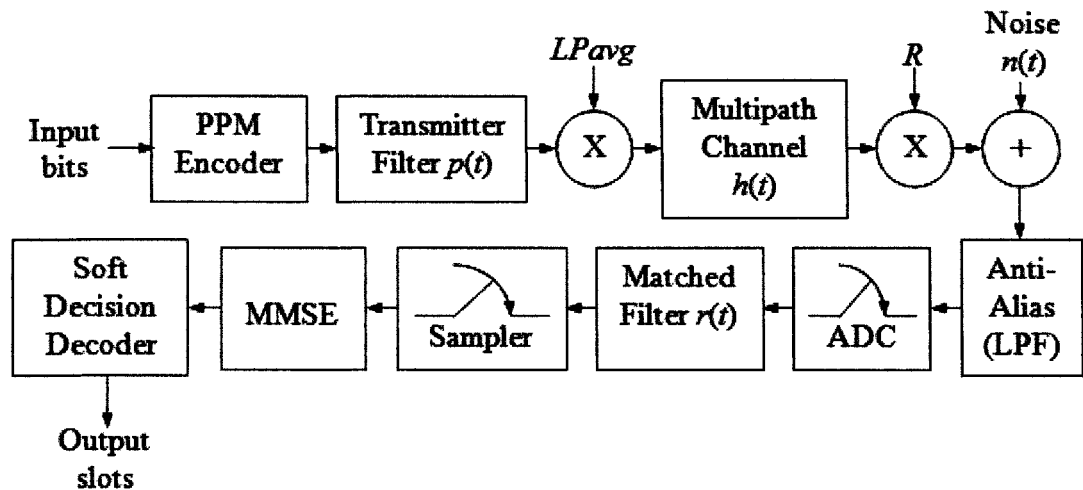 Input
bits
PPM
Encoder
Transmitter
Filter p(t)
LPavg
X
Multipath
Channel
h(t)
R
X
Noise
n(t)
+
Anti-
Alias
(LPF)
ADC
Matched
Filter r(t)
Sampler
MMSE
Soft
Decision
Decoder
Output
slots